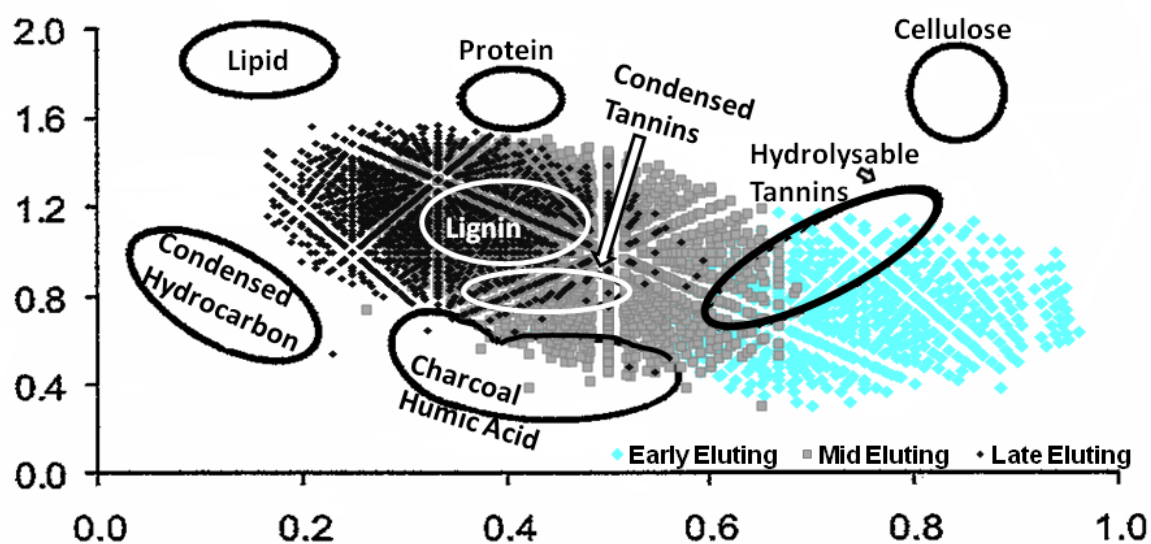 2.0
Lipid
Protein
Cellulose
Condensed
Tannins
1.6
Hydrolysable
Tannins
1.2
Lignin
Condensed
Hydrocarbon
0.8
Charcoal
Humic Acid
0.4
Early Eluting Mid Eluting Late Eluting
0.0
0.0 0.2 0.4 0.6 0.8 1.0